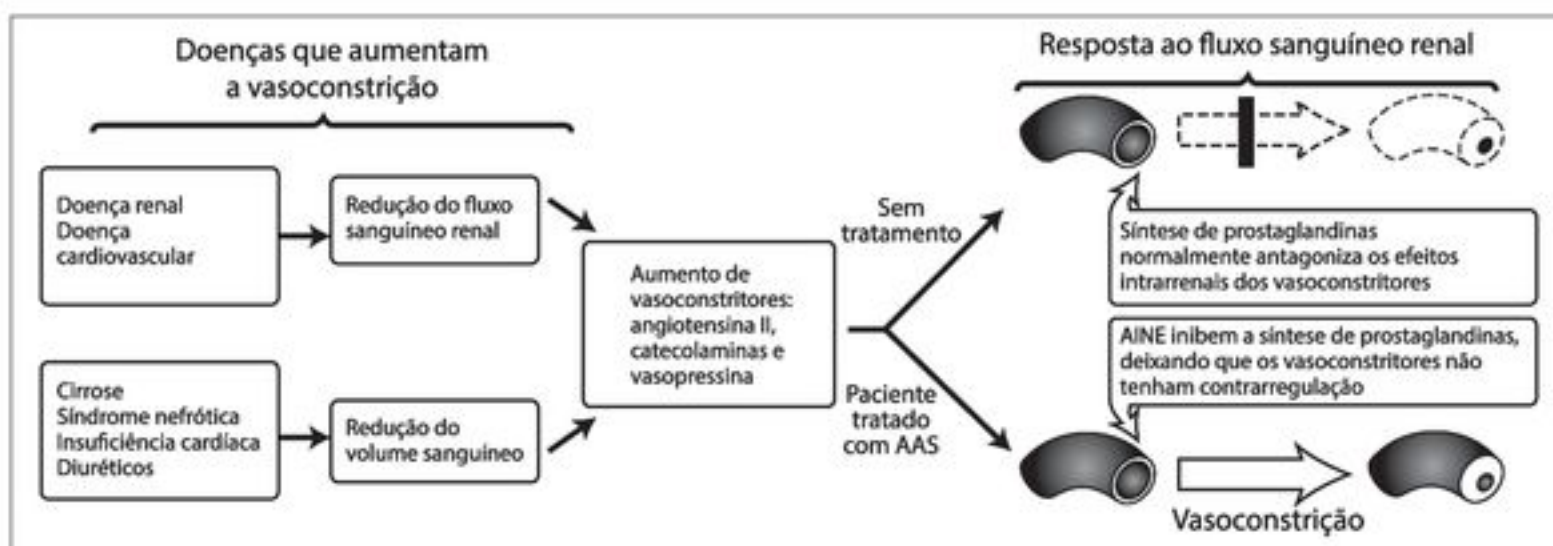 Doenças que aumentam
a vasoconstrição
Doença renal
Doença
cardiovascular
Redução do fluxo
sanguíneo renal
Cirrose
Síndrome nefrótica
Insuficiência cardíaca
Diuréticos
Redução do
volume sanguíneo
Aumento de
vasoconstritores:
angiotensina II,
catecolaminas e
vasopressina
Sem
tratamento
Paciente
tratado
com AAS
Resposta ao fluxo sanguíneo renal
Síntese de prostaglandinas
normalmente antagoniza os efeitos
intrarrenais dos vasoconstritores
AINE inibem a síntese de prostaglandinas,
deixando que os vasoconstritores não
tenham contrarregulação
Vasoconstrição